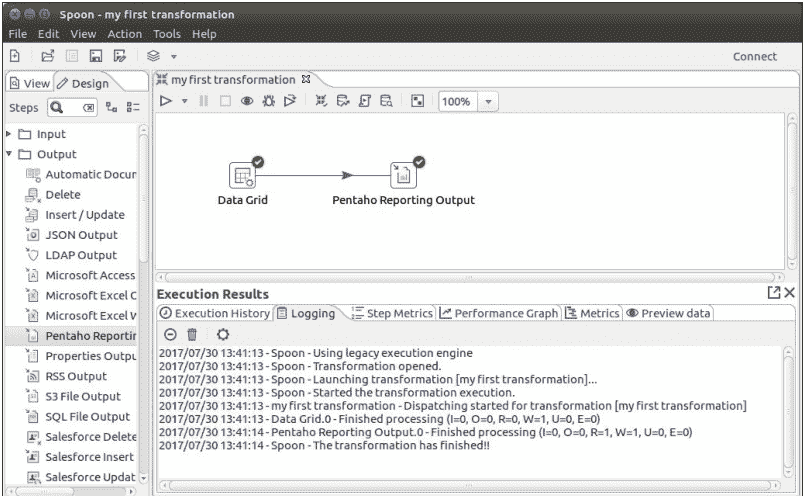 Spoon - my first transformation
File Edit View Action Tools Help
Connect
View Design
my first transformation
Steps
100%
Input
Output
Automatic Docur
Delete
Insert / Update
JSON Output
LDAP Output
Microsoft Access
Microsoft Excel O
Microsoft Excel W
Pentaho Reportin
Properties Outpu
RSS Output
S3 File Output
SQL File Output
Salesforce Delete
Salesforce Insert
Salesforce Updat
Data Grid
Pentaho Reporting Output
Execution Results
Execution History Logging Step Metrics Performance Graph Metrics Preview data
2017/07/30 13:41:13 - Spoon - Using legacy execution engine
2017/07/30 13:41:13 - Spoon - Transformation opened.
2017/07/30 13:41:13 - Spoon - Launching transformation [my first transformation]...
2017/07/30 13:41:13 - Spoon - Started the transformation execution.
2017/07/30 13:41:13 - my first transformation - Dispatching started for transformation [my first transformation]
2017/07/30 13:41:13 - Data Grid.0 - Finished processing (I=0, O=0, R=0, W=1, U=0, E=0)
2017/07/30 13:41:14 - Pentaho Reporting Output.0 - Finished processing (I=0, O=0, R=1, W=1, U=0, E=0)
2017/07/30 13:41:14 - Spoon - The transformation has finished!!